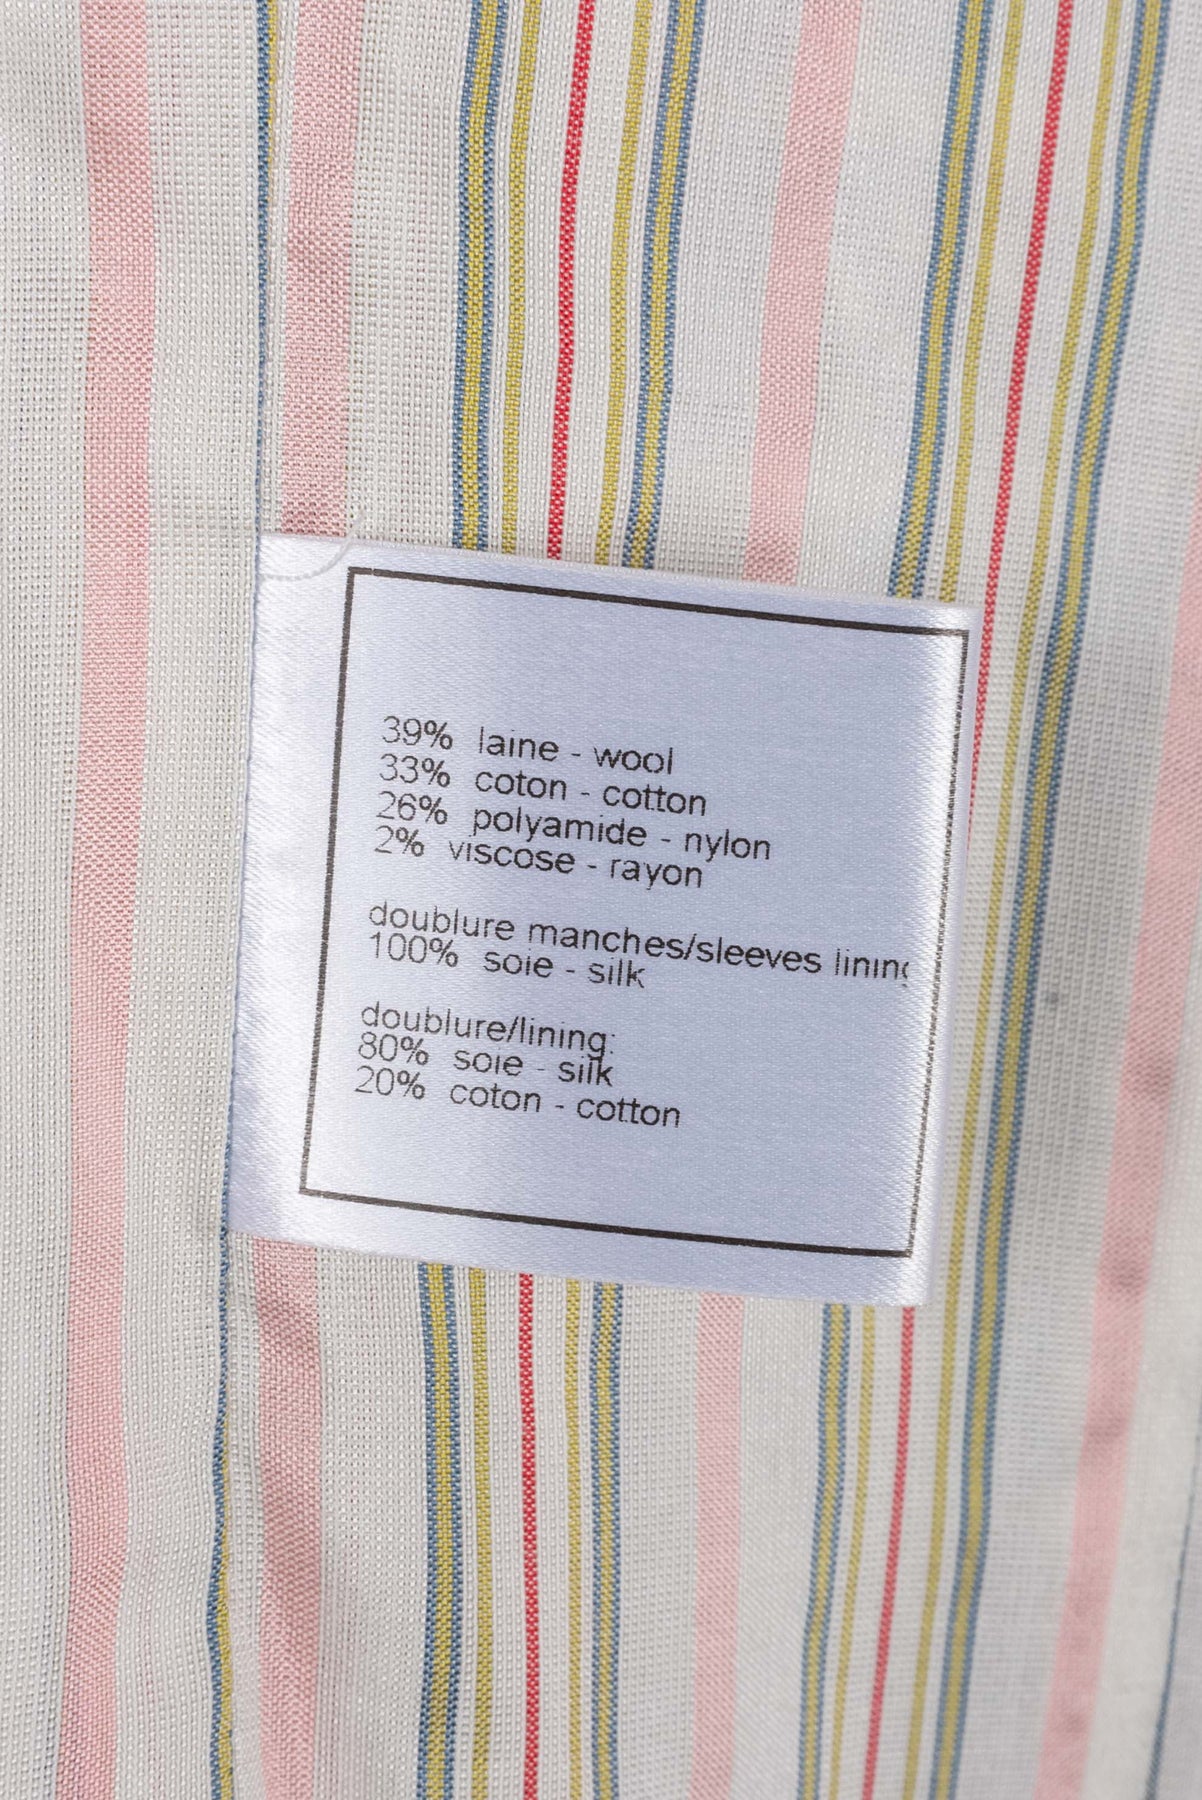 39% laine - wool
33% coton - cotton
26% polyamide - nylon
2% viscose - rayon
doublure manches/sleeves lining
100% soie - silk
doublure/lining:
80% soie - silk
20% coton - cotton